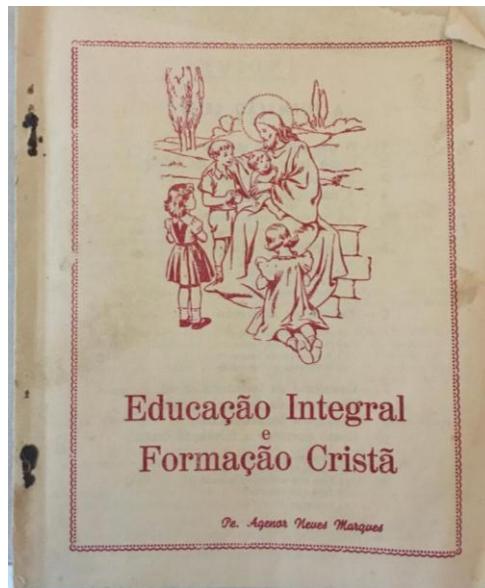 Educação Integral
e
Formação Cristã
Pe. Agenor Neves Marques